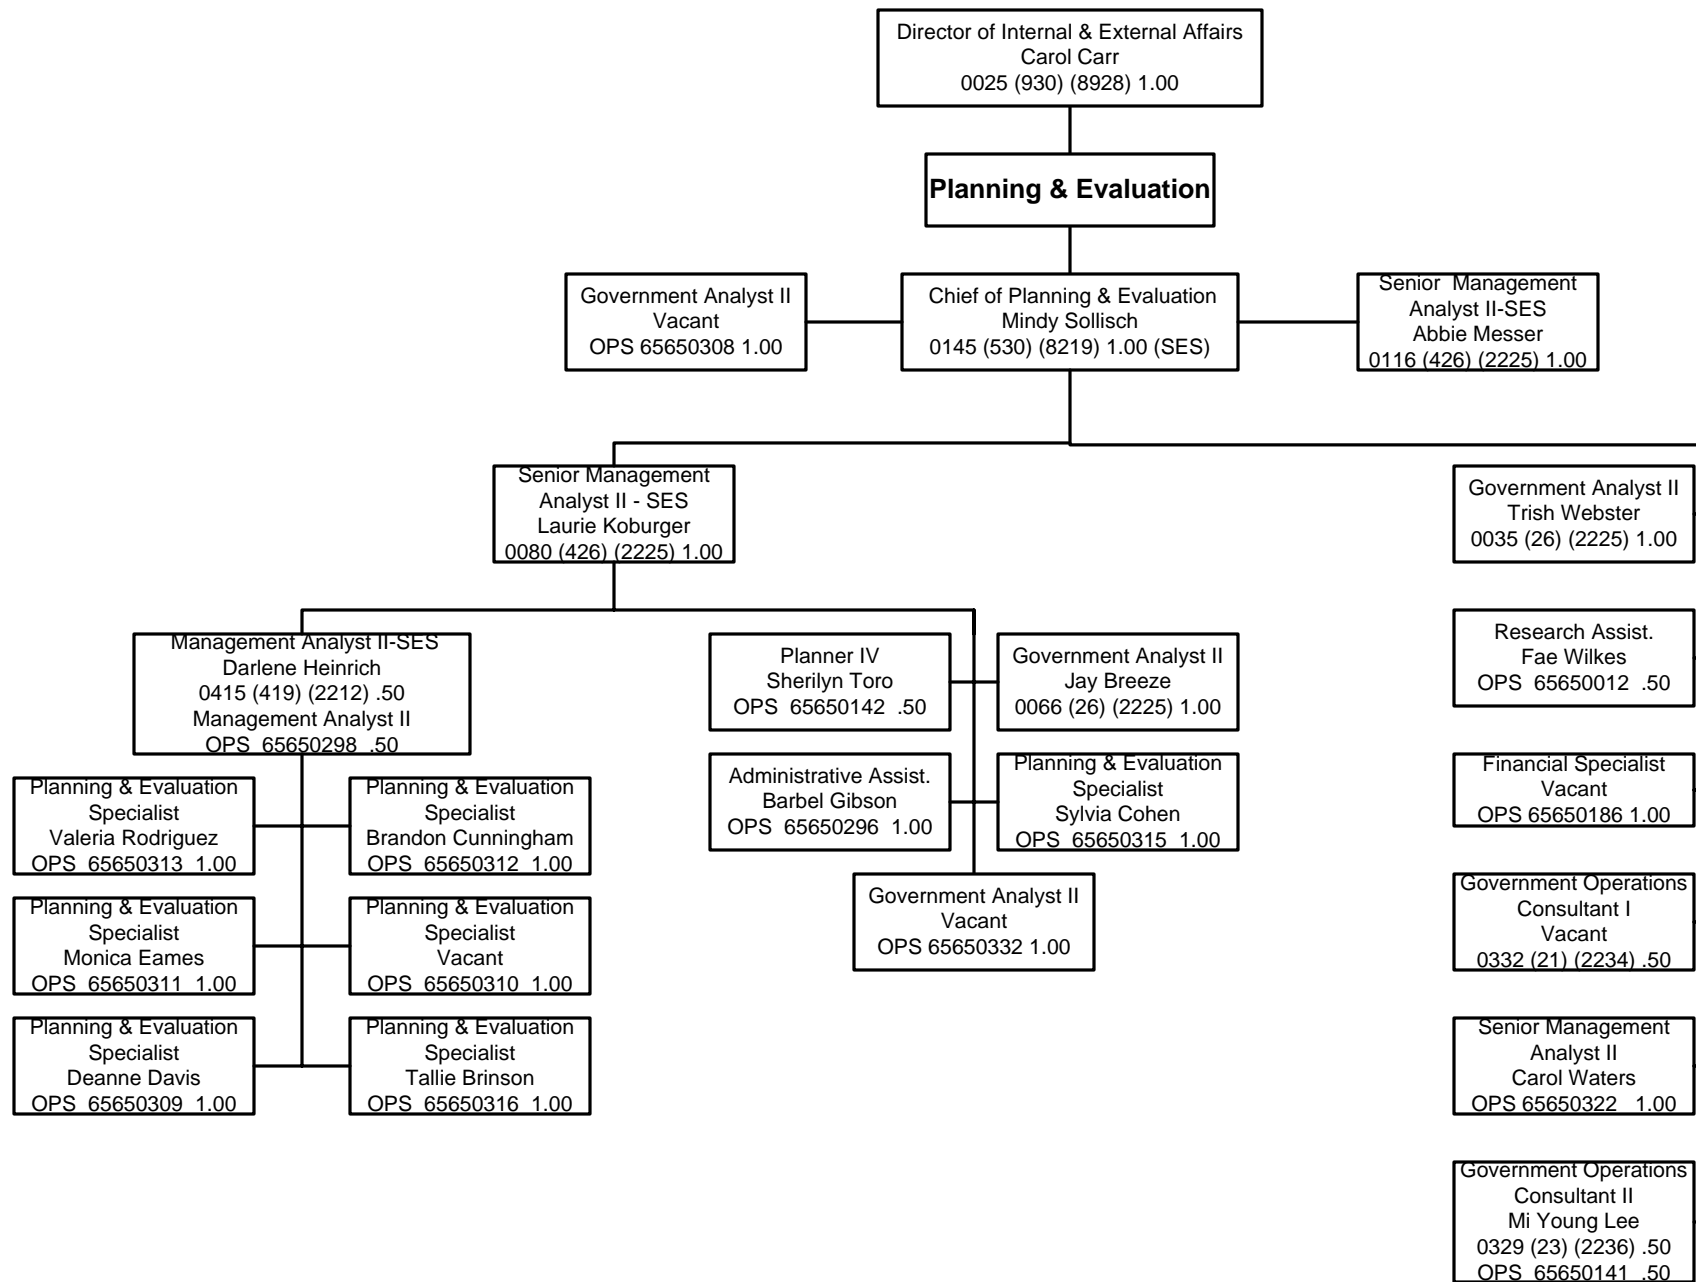 Director of Internal & External Affairs
Carol Carr
0025 (930) (8928) 1.00
Planning & Evaluation
Government Analyst II
Vacant
OPS 65650308 1.00
Chief of Planning & Evaluation
Mindy Sollisch
0145 (530) (8219) 1.00 (SES)
Senior Management
Analyst II-SES
Abbie Messer
0116 (426) (2225) 1.00
Senior Management
Analyst II - SES
Laurie Koburger
0080 (426) (2225) 1.00
Management Analyst II-SES
Darlene Heinrich
0415 (419) (2212) .50
Management Analyst II
OPS 65650298 .50
Planning & Evaluation
Specialist
Valeria Rodriguez
OPS 65650313 1.00
Planning & Evaluation
Specialist
Brandon Cunningham
OPS 65650312 1.00
Planning & Evaluation
Specialist
Monica Eames
OPS 65650311 1.00
Planning & Evaluation
Specialist
Vacant
OPS 65650310 1.00
Planning & Evaluation
Specialist
Deanne Davis
OPS 65650309 1.00
Planning & Evaluation
Specialist
Tallie Brinson
OPS 65650316 1.00
Planner IV
Sherilyn Toro
OPS 65650142 .50
Government Analyst II
Jay Breeze
0066 (26) (2225) 1.00
Administrative Assist.
Barbel Gibson
OPS 65650296 1.00
Planning & Evaluation
Specialist
Sylvia Cohen
OPS 65650315 1.00
Government Analyst II
Vacant
OPS 65650332 1.00
Government Analyst II
Trish Webster
0035 (26) (2225) 1.00
Research Assist.
Fae Wilkes
OPS 65650012 .50
Financial Specialist
Vacant
OPS 65650186 1.00
Government Operations
Consultant I
Vacant
0332 (21) (2234) .50
Senior Management
Analyst II
Carol Waters
OPS 65650322 1.00
Government Operations
Consultant II
Mi Young Lee
0329 (23) (2236) .50
OPS 65650141 .50